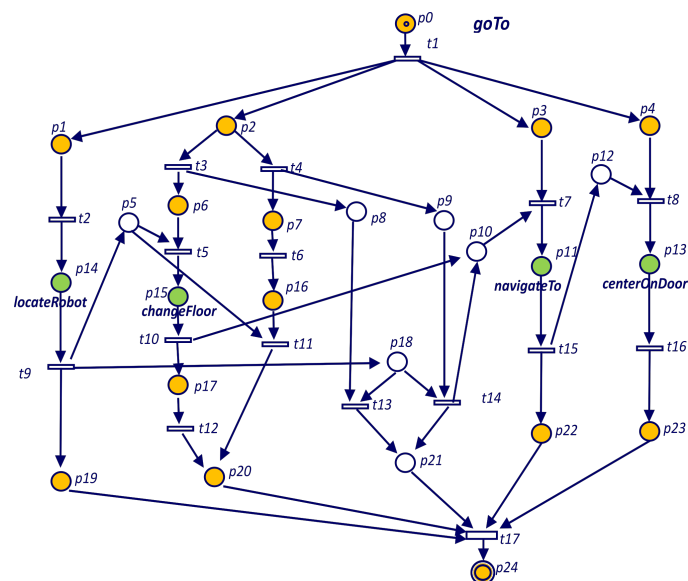 p0
goTo
t1
p1
p2
p3
p4
t3
t4
p12
p5
p6
p9
t2
p7
p8
p10
t7
t8
t5
t6
p11
p13
p14
navigateTo
centerOnDoor
locateRobot
p15
changeFloor
p16
t10
t11
p18
t15
t16
t9
p17
t13
t14
t12
p22
p23
p19
p20
p21
t17
p24